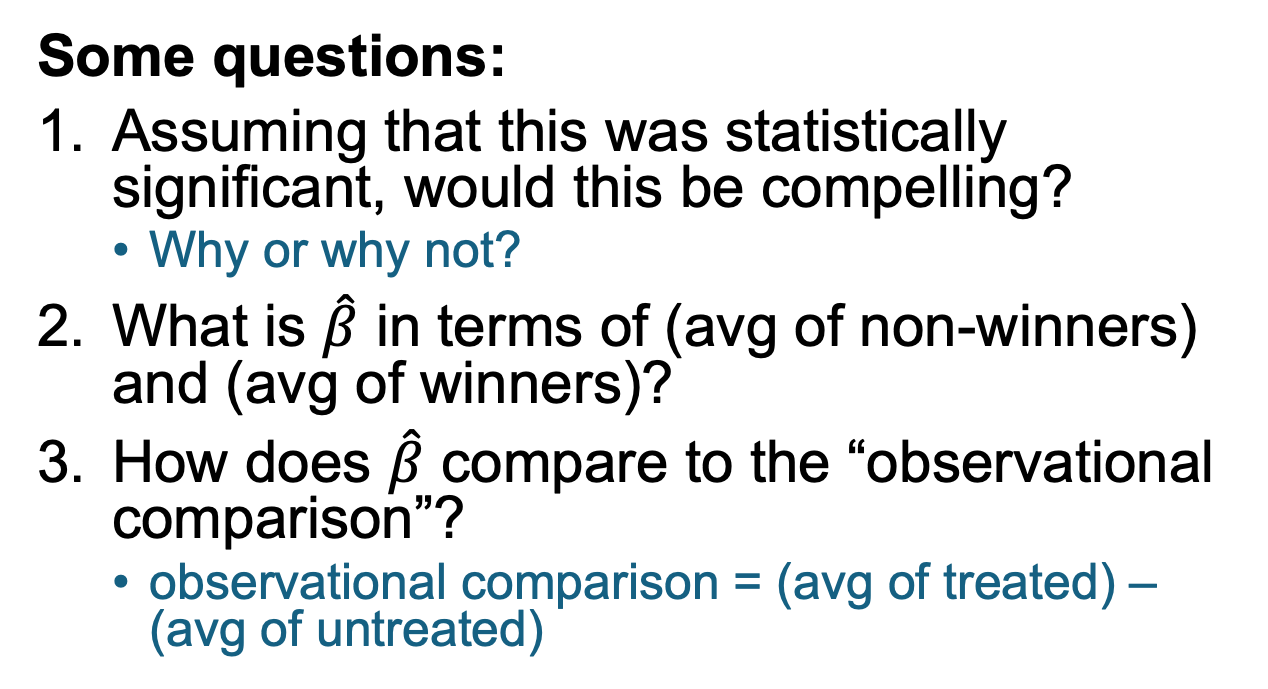 Some questions:
1. Assuming that this was statistically
significant, would this be compelling?
• Why or why not?
2. What is β̂ in terms of (avg of non-winners)
and (avg of winners)?
3. How does β̂ compare to the “observational
comparison”?
• observational comparison = (avg of treated) –
(avg of untreated)